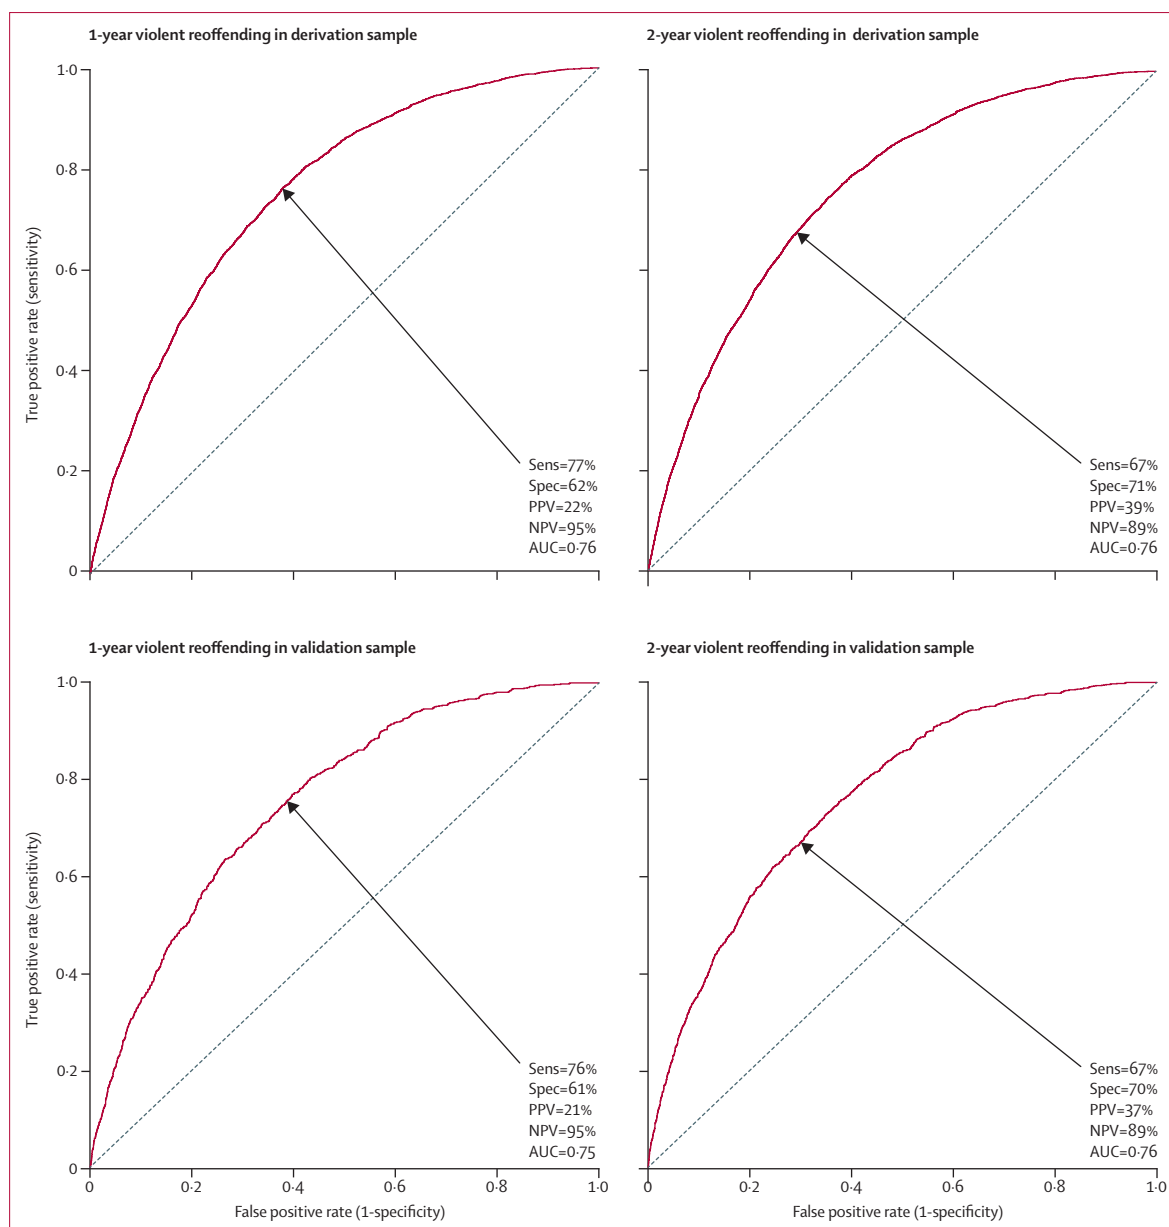 1-year violent reoffending in derivation sample
1·0
0·8
0·6
0·4
0·2
0
True positive rate (sensitivity)
Sens=77%
Spec=62%
PPV=22%
NPV=95%
AUC=0·76
2-year violent reoffending in derivation sample
Sens=67%
Spec=71%
PPV=39%
NPV=89%
AUC=0·76
1-year violent reoffending in validation sample
1·0
0·8
0·6
0·4
0·2
0
True positive rate (sensitivity)
Sens=76%
Spec=61%
PPV=21%
NPV=95%
AUC=0·75
0 0·2 0·4 0·6 0·8 1·0
False positive rate (1-specificity)
2-year violent reoffending in validation sample
Sens=67%
Spec=70%
PPV=37%
NPV=89%
AUC=0·76
0 0·2 0·4 0·6 0·8 1·0
False positive rate (1-specificity)